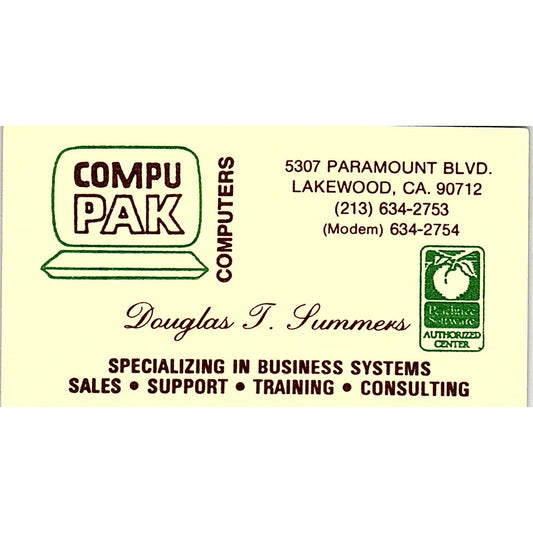 COMPU
PAK
COMPUTERS
5307 PARAMOUNT BLVD.
LAKEWOOD, CA. 90712
(213) 634-2753
(Modem) 634-2754
Peachtree
Software
AUTHORIZED
CENTER
Douglas T. Summers
SPECIALIZING IN BUSINESS SYSTEMS
SALES • SUPPORT • TRAINING • CONSULTING